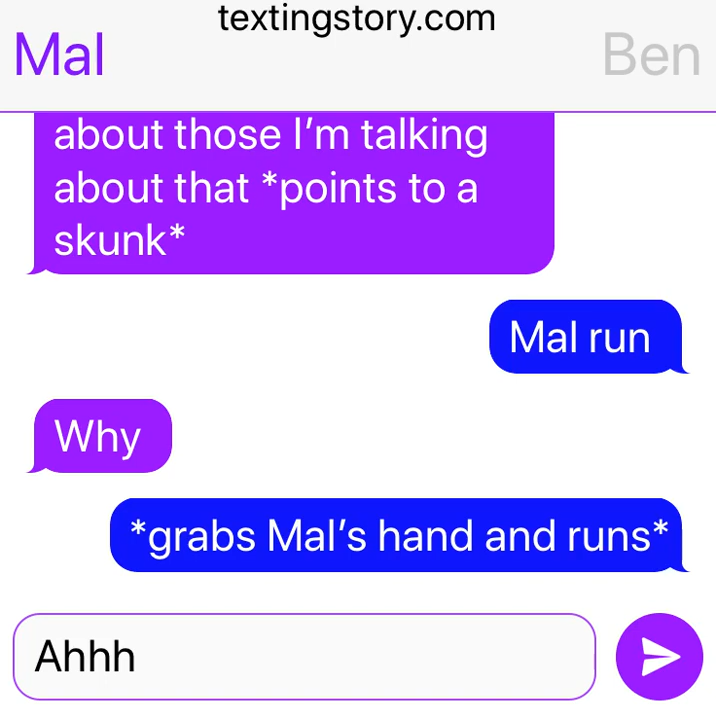 textingstory.com
Mal
Ben
about those I’m talking
about that *points to a
skunk*
Mal run
Why
*grabs Mal’s hand and runs*
Ahhh